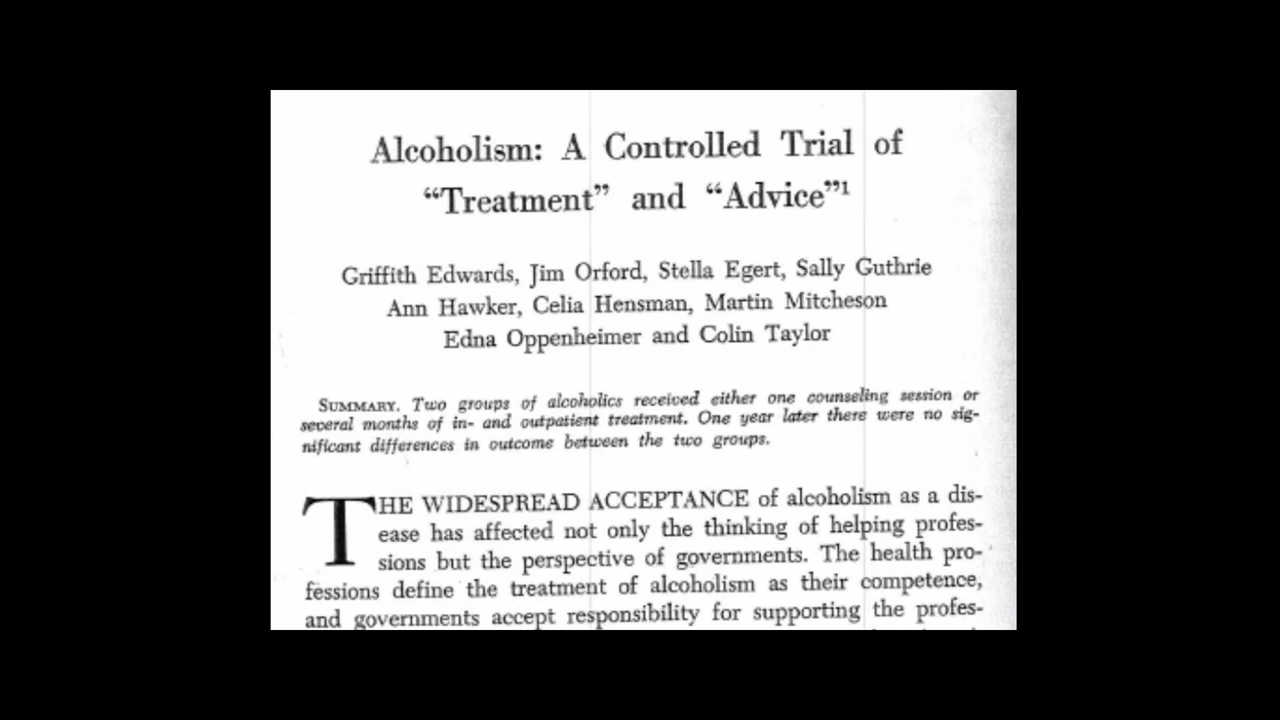 Alcoholism: A Controlled Trial of
“Treatment” and “Advice”¹
Griffith Edwards, Jim Orford, Stella Egert, Sally Guthrie
Ann Hawker, Celia Hensman, Martin Mitcheson
Edna Oppenheimer and Colin Taylor
SUMMARY. Two groups of alcoholics received either one counseling session or
several months of in- and outpatient treatment. One year later there were no sig-
nificant differences in outcome between the two groups.
THE WIDESPREAD ACCEPTANCE of alcoholism as a dis-
ease has affected not only the thinking of helping profes-
sions but the perspective of governments. The health pro-
fessions define the treatment of alcoholism as their competence,
and governments accept responsibility for supporting the profes-